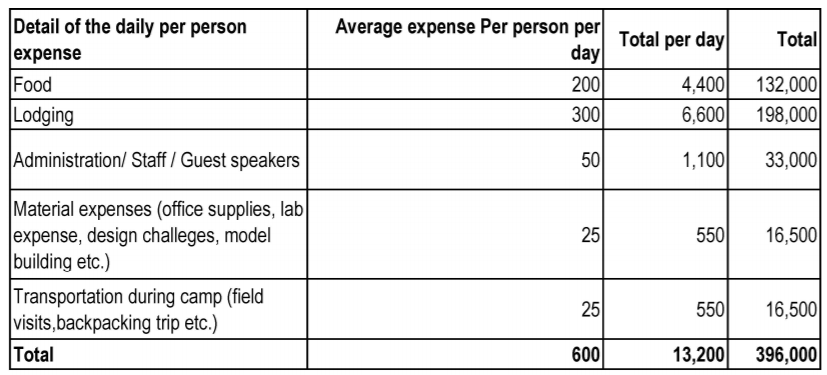 Detail of the daily per person expense Average expense Per person per day Total per day Total
Food 200 4,400 132,000
Lodging 300 6,600 198,000
Administration/ Staff / Guest speakers 50 1,100 33,000
Material expenses (office supplies, lab expense, design challeges, model building etc.) 25 550 16,500
Transportation during camp (field visits,backpacking trip etc.) 25 550 16,500
Total 600 13,200 396,000